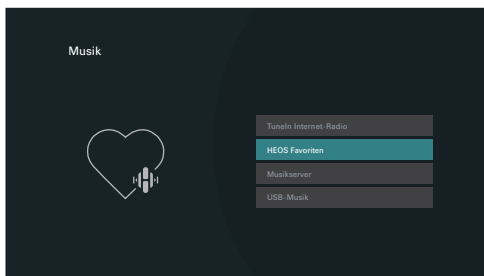 Musik
TuneIn Internet-Radio
HEOS Favoriten
Musikserver
USB-Musik